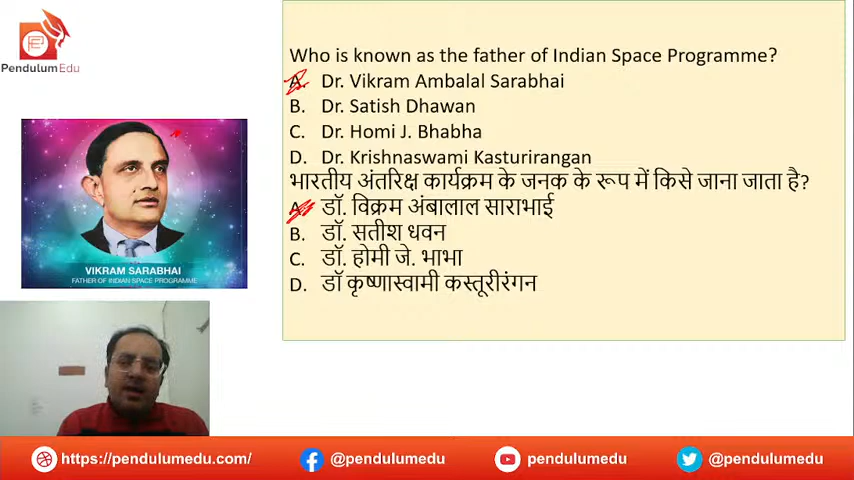 PendulumEdu
Who is known as the father of Indian Space Programme?
A. Dr. Vikram Ambalal Sarabhai
B. Dr. Satish Dhawan
C. Dr. Homi J. Bhabha
D. Dr. Krishnaswami Kasturirangan
भारतीय अंतरिक्ष कार्यक्रम के जनक के रूप में किसे जाना जाता है?
A. डॉ. विक्रम अंबालाल साराभाई
B. डॉ. सतीश धवन
C. डॉ. होमी जे. भाभा
D. डॉ कृष्णास्वामी कस्तूरीरंगन
VIKRAM SARABHAI
FATHER OF INDIAN SPACE PROGRAMME
https://pendulumedu.com/
@pendulumedu
pendulumedu
@pendulumedu